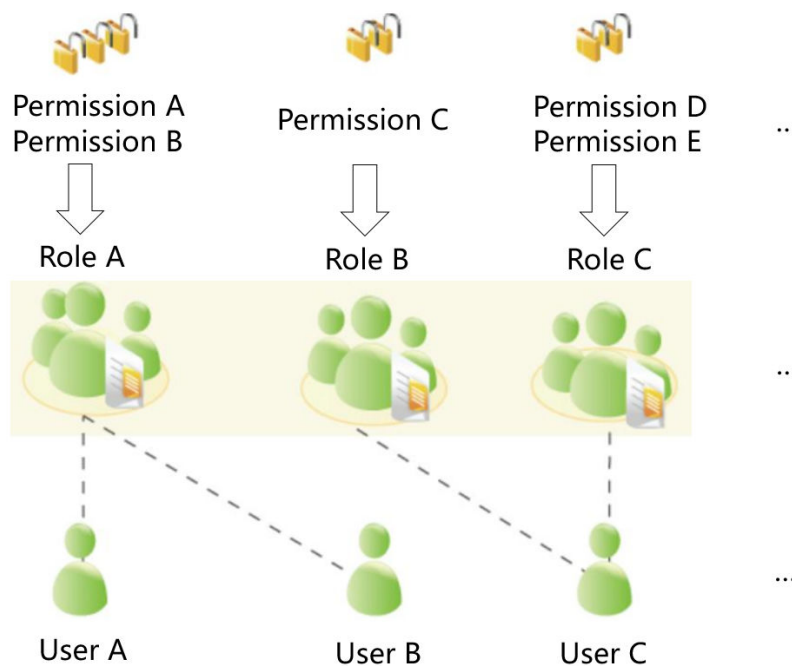 Permission A
Permission B
Permission C
Permission D
Permission E
...
Role A
Role B
Role C
...
...
User A
User B
User C